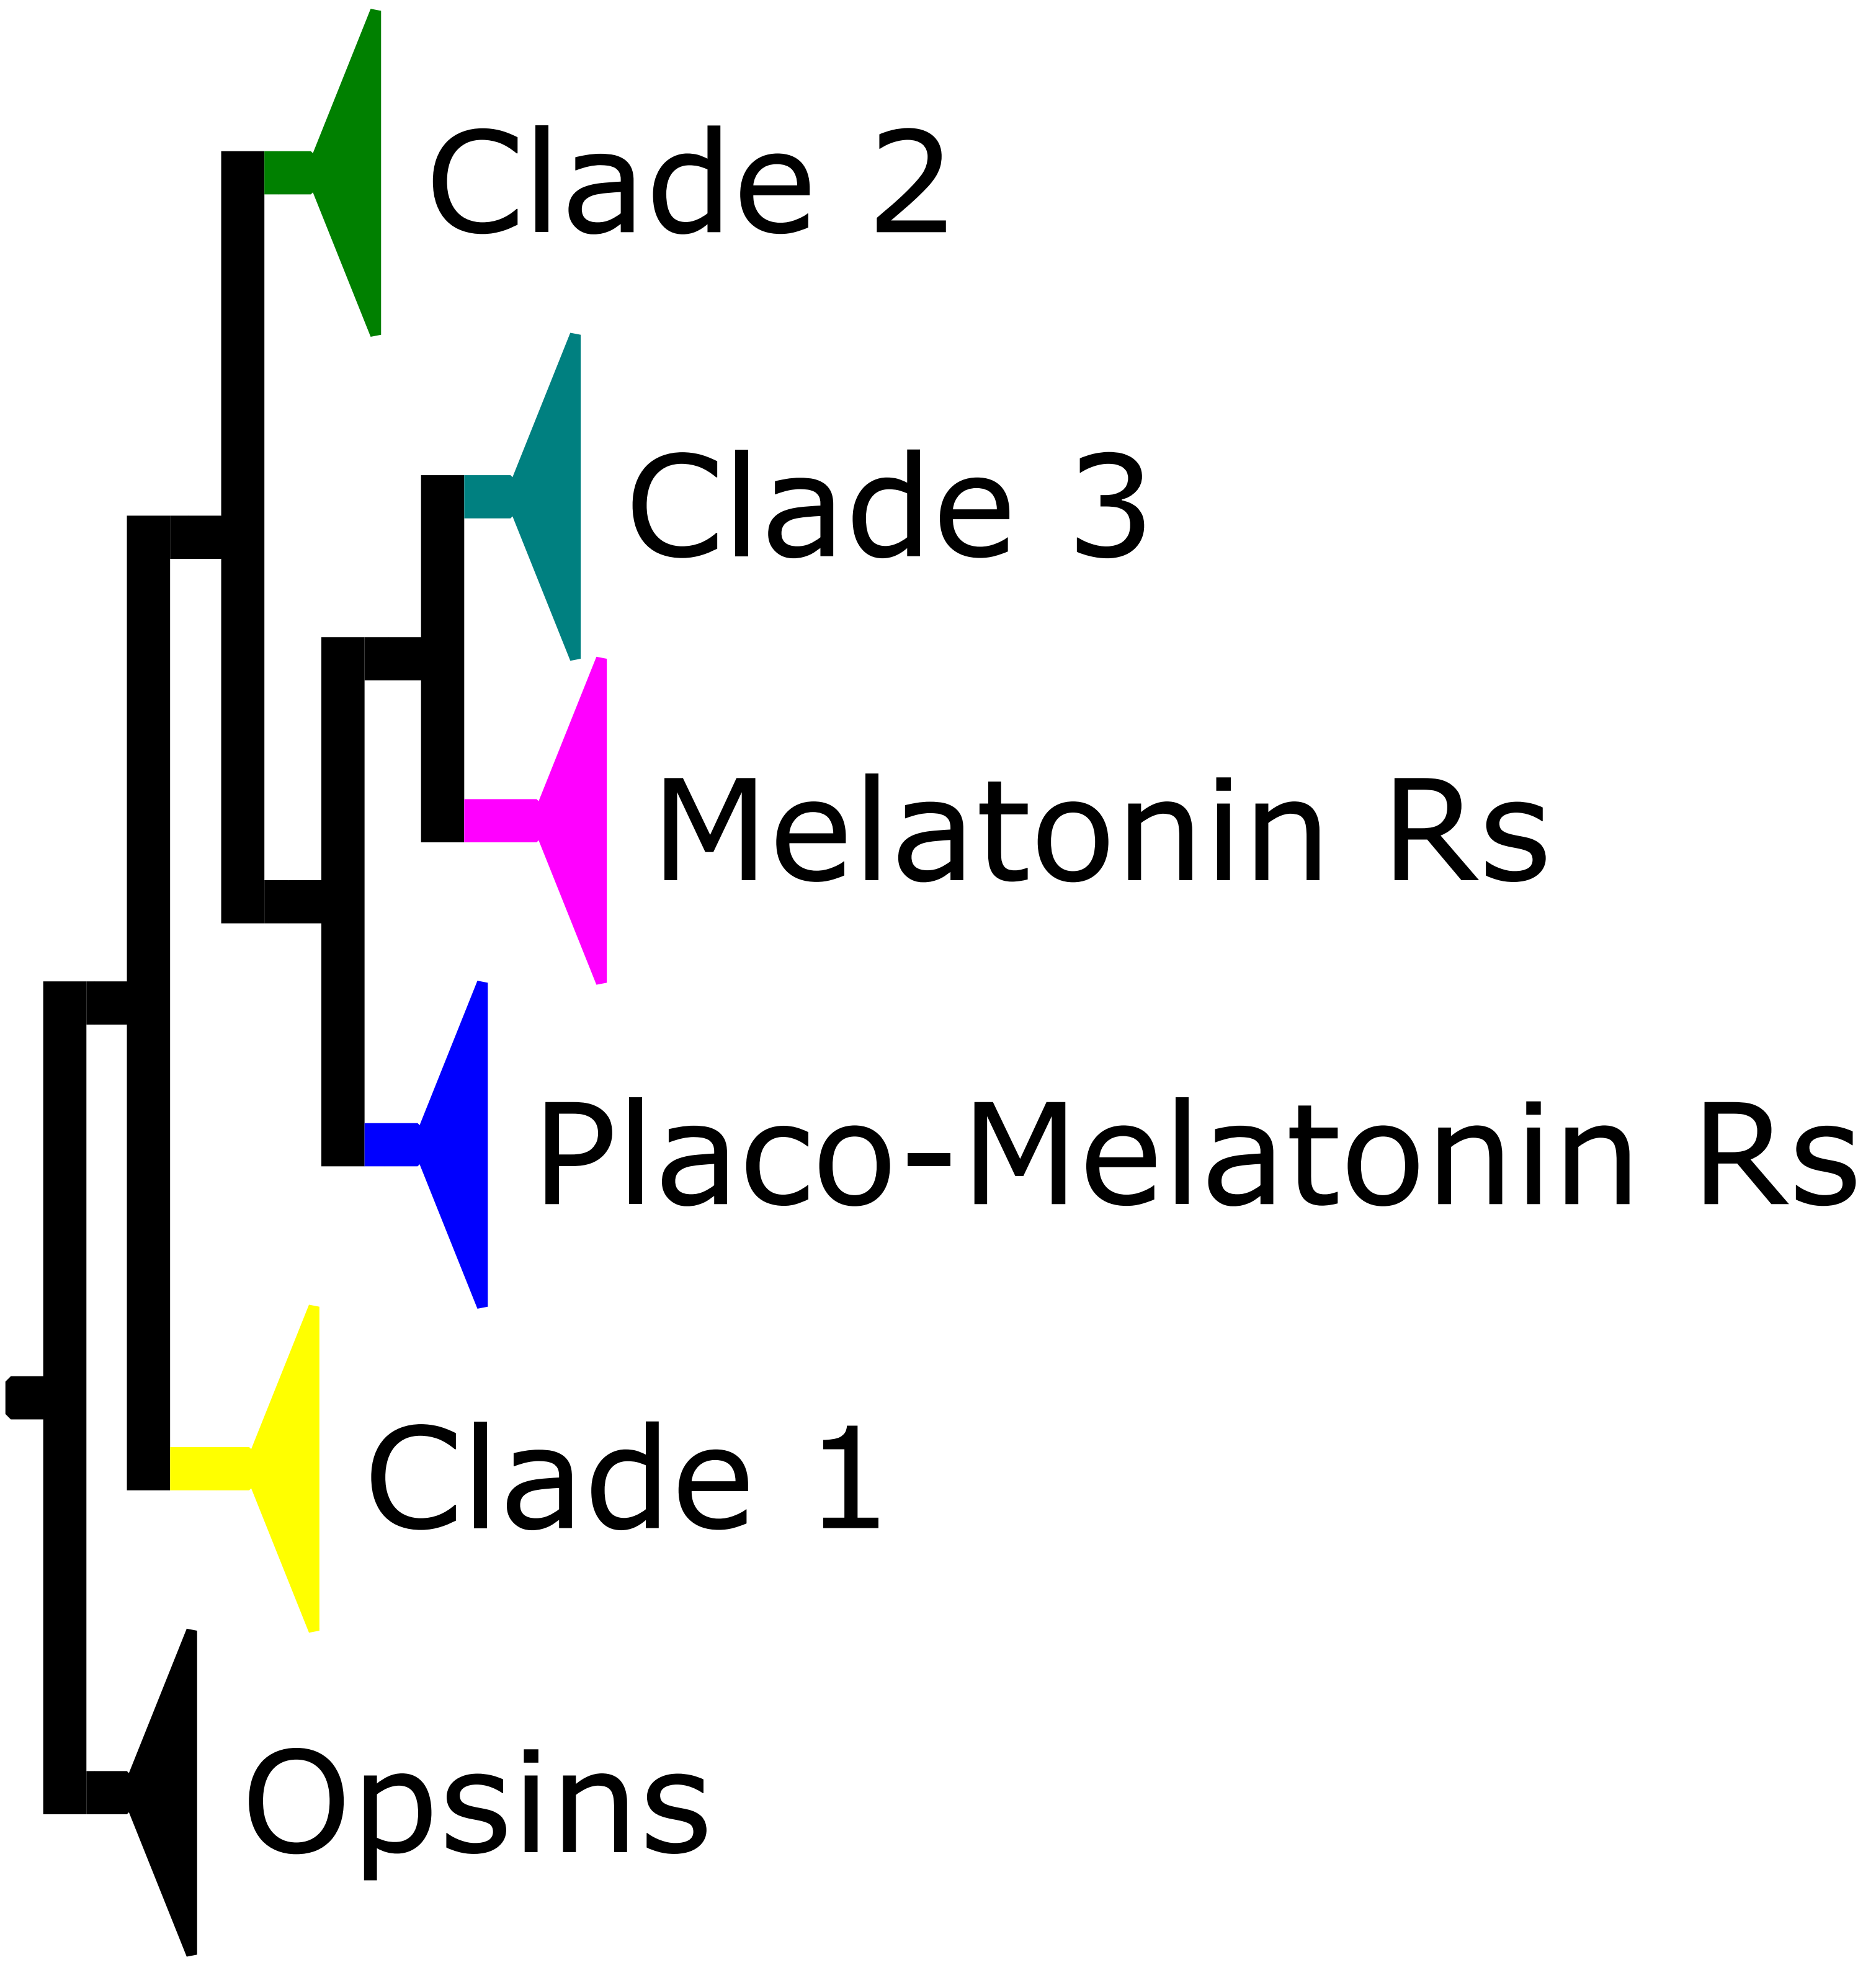 Clade 2
Clade 3
Melatonin Rs
Placo-Melatonin Rs
Clade 1
Opsins